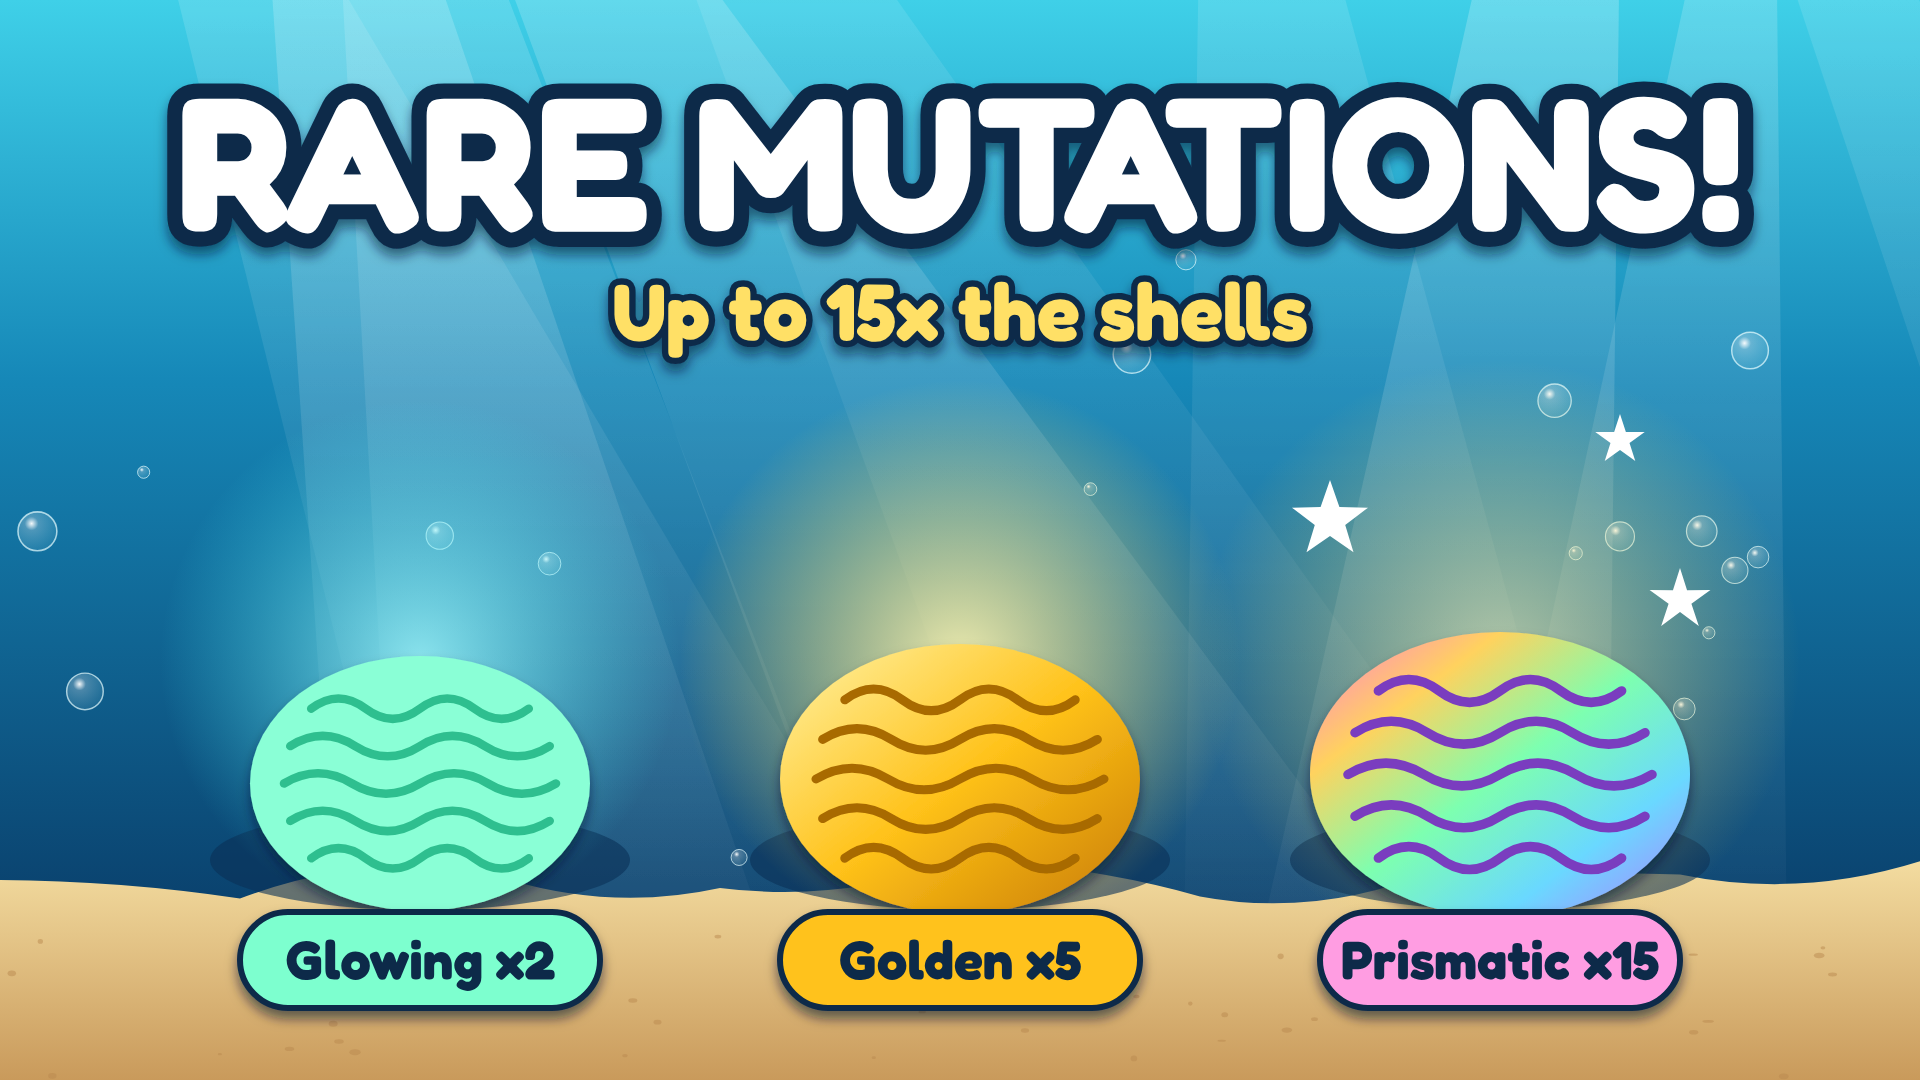 RARE MUTATIONS!
Up to 15x the shells
Glowing x2
Golden x5
Prismatic x15